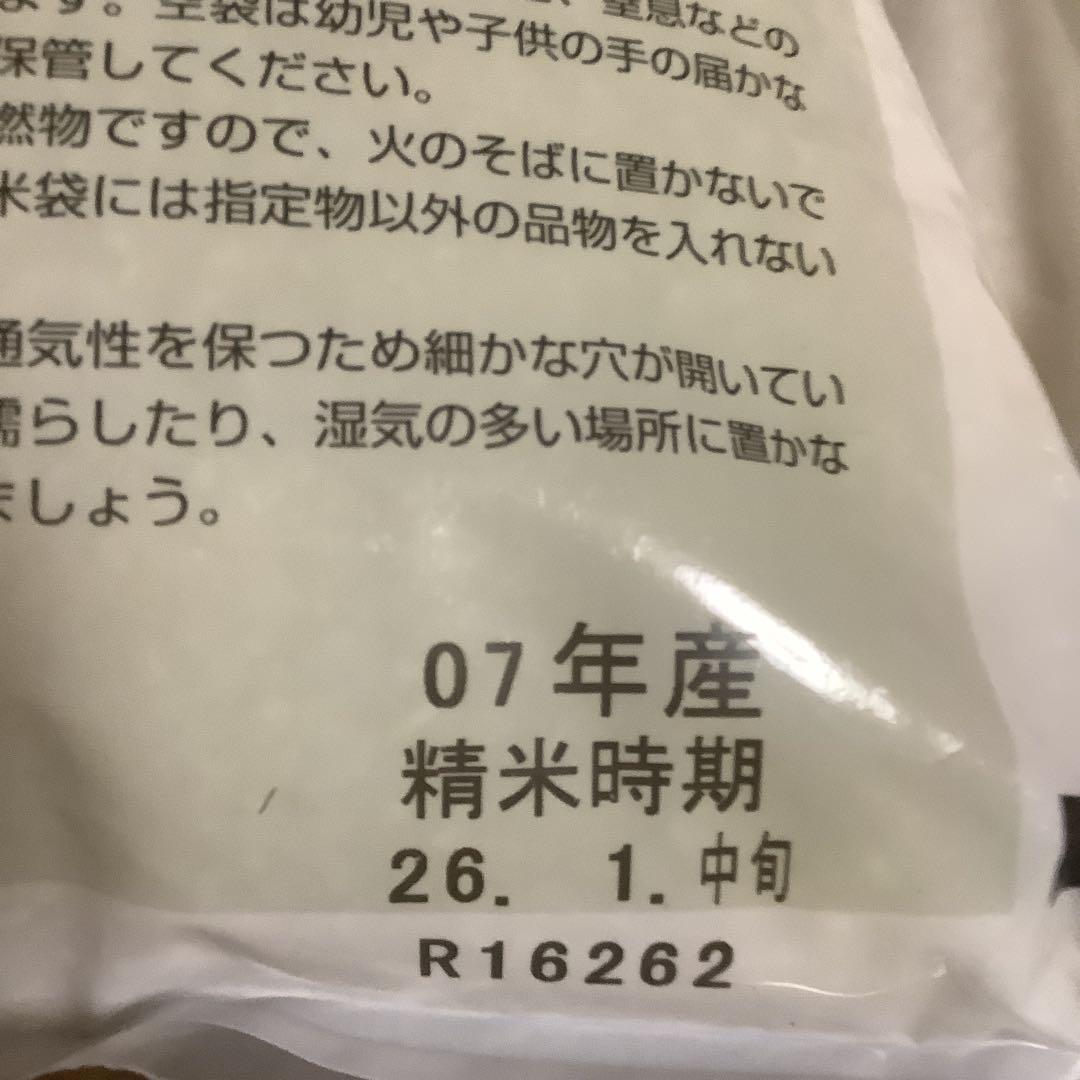 ます。空袋は幼児や子供の手の届かな
保管してください。
燃物ですので、火のそばに置かないで
米袋には指定物以外の品物を入れない
通気性を保つため細かな穴が開いてい
濡らしたり、湿気の多い場所に置かな
ましょう。
07年産
精米時期
26. 1. 中旬
R16262